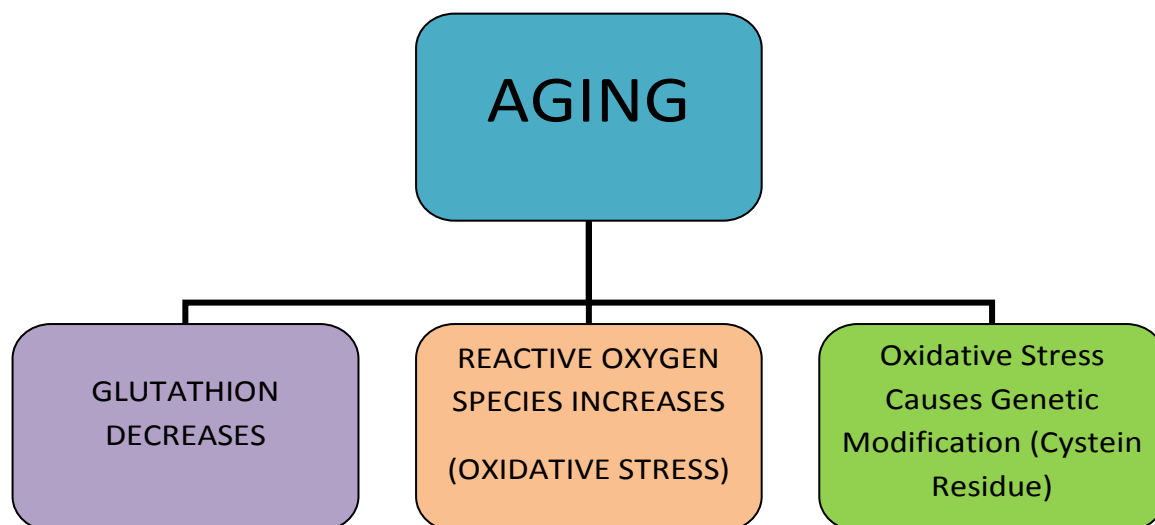 AGING
GLUTATHION
DECREASES
REACTIVE OXYGEN
SPECIES INCREASES
(OXIDATIVE STRESS)
Oxidative Stress
Causes Genetic
Modification (Cystein
Residue)